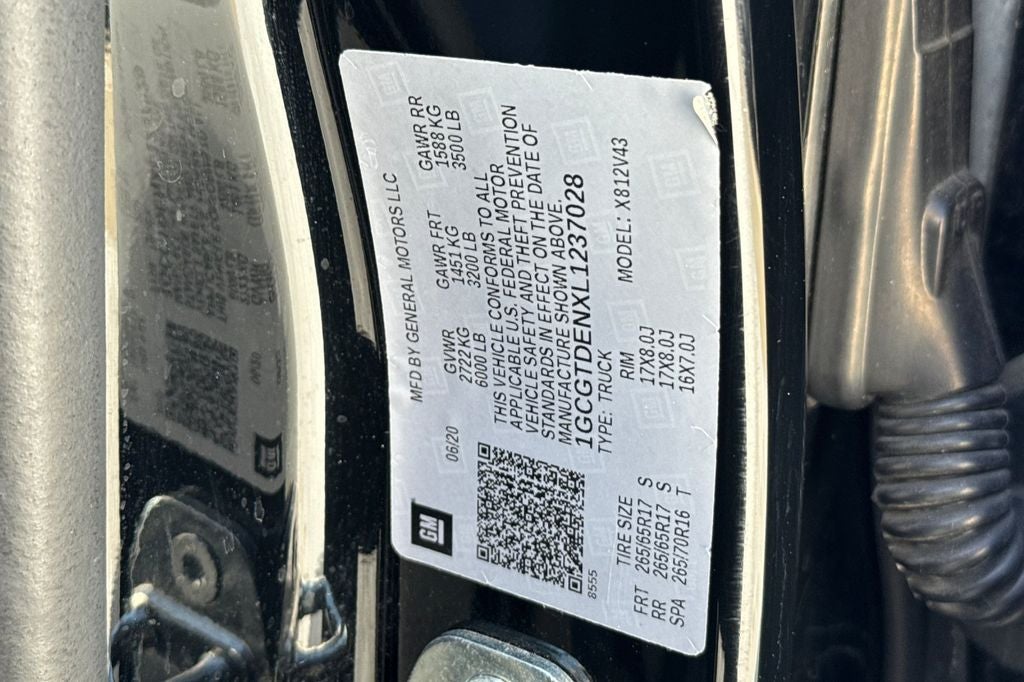 MFD BY GENERAL MOTORS LLC
06/20 GVWR GAWR FRT GAWR RR
2722 KG 1451 KG 1588 KG
6000 LB 3200 LB 3500 LB
GM
THIS VEHICLE CONFORMS TO ALL
APPLICABLE U.S. FEDERAL MOTOR
VEHICLE SAFETY AND THEFT PREVENTION
STANDARDS IN EFFECT ON THE DATE OF
MANUFACTURE SHOWN ABOVE.
1GCGTDENXL1237028
8555 TYPE: TRUCK MODEL: X812V43
TIRE SIZE RIM
FRT 265/65R17 S 17X8.0J
RR 265/65R17 S 17X8.0J
SPA 265/70R16 T 16X7.0J